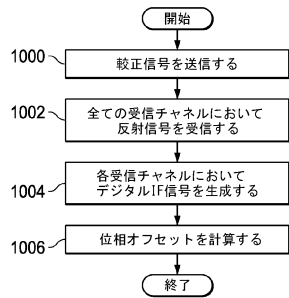 開始
1000
較正信号を送信する
1002
全ての受信チャネルにおいて
反射信号を受信する
1004
各受信チャネルにおいて
デジタルIF信号を生成する
1006
位相オフセットを計算する
終了